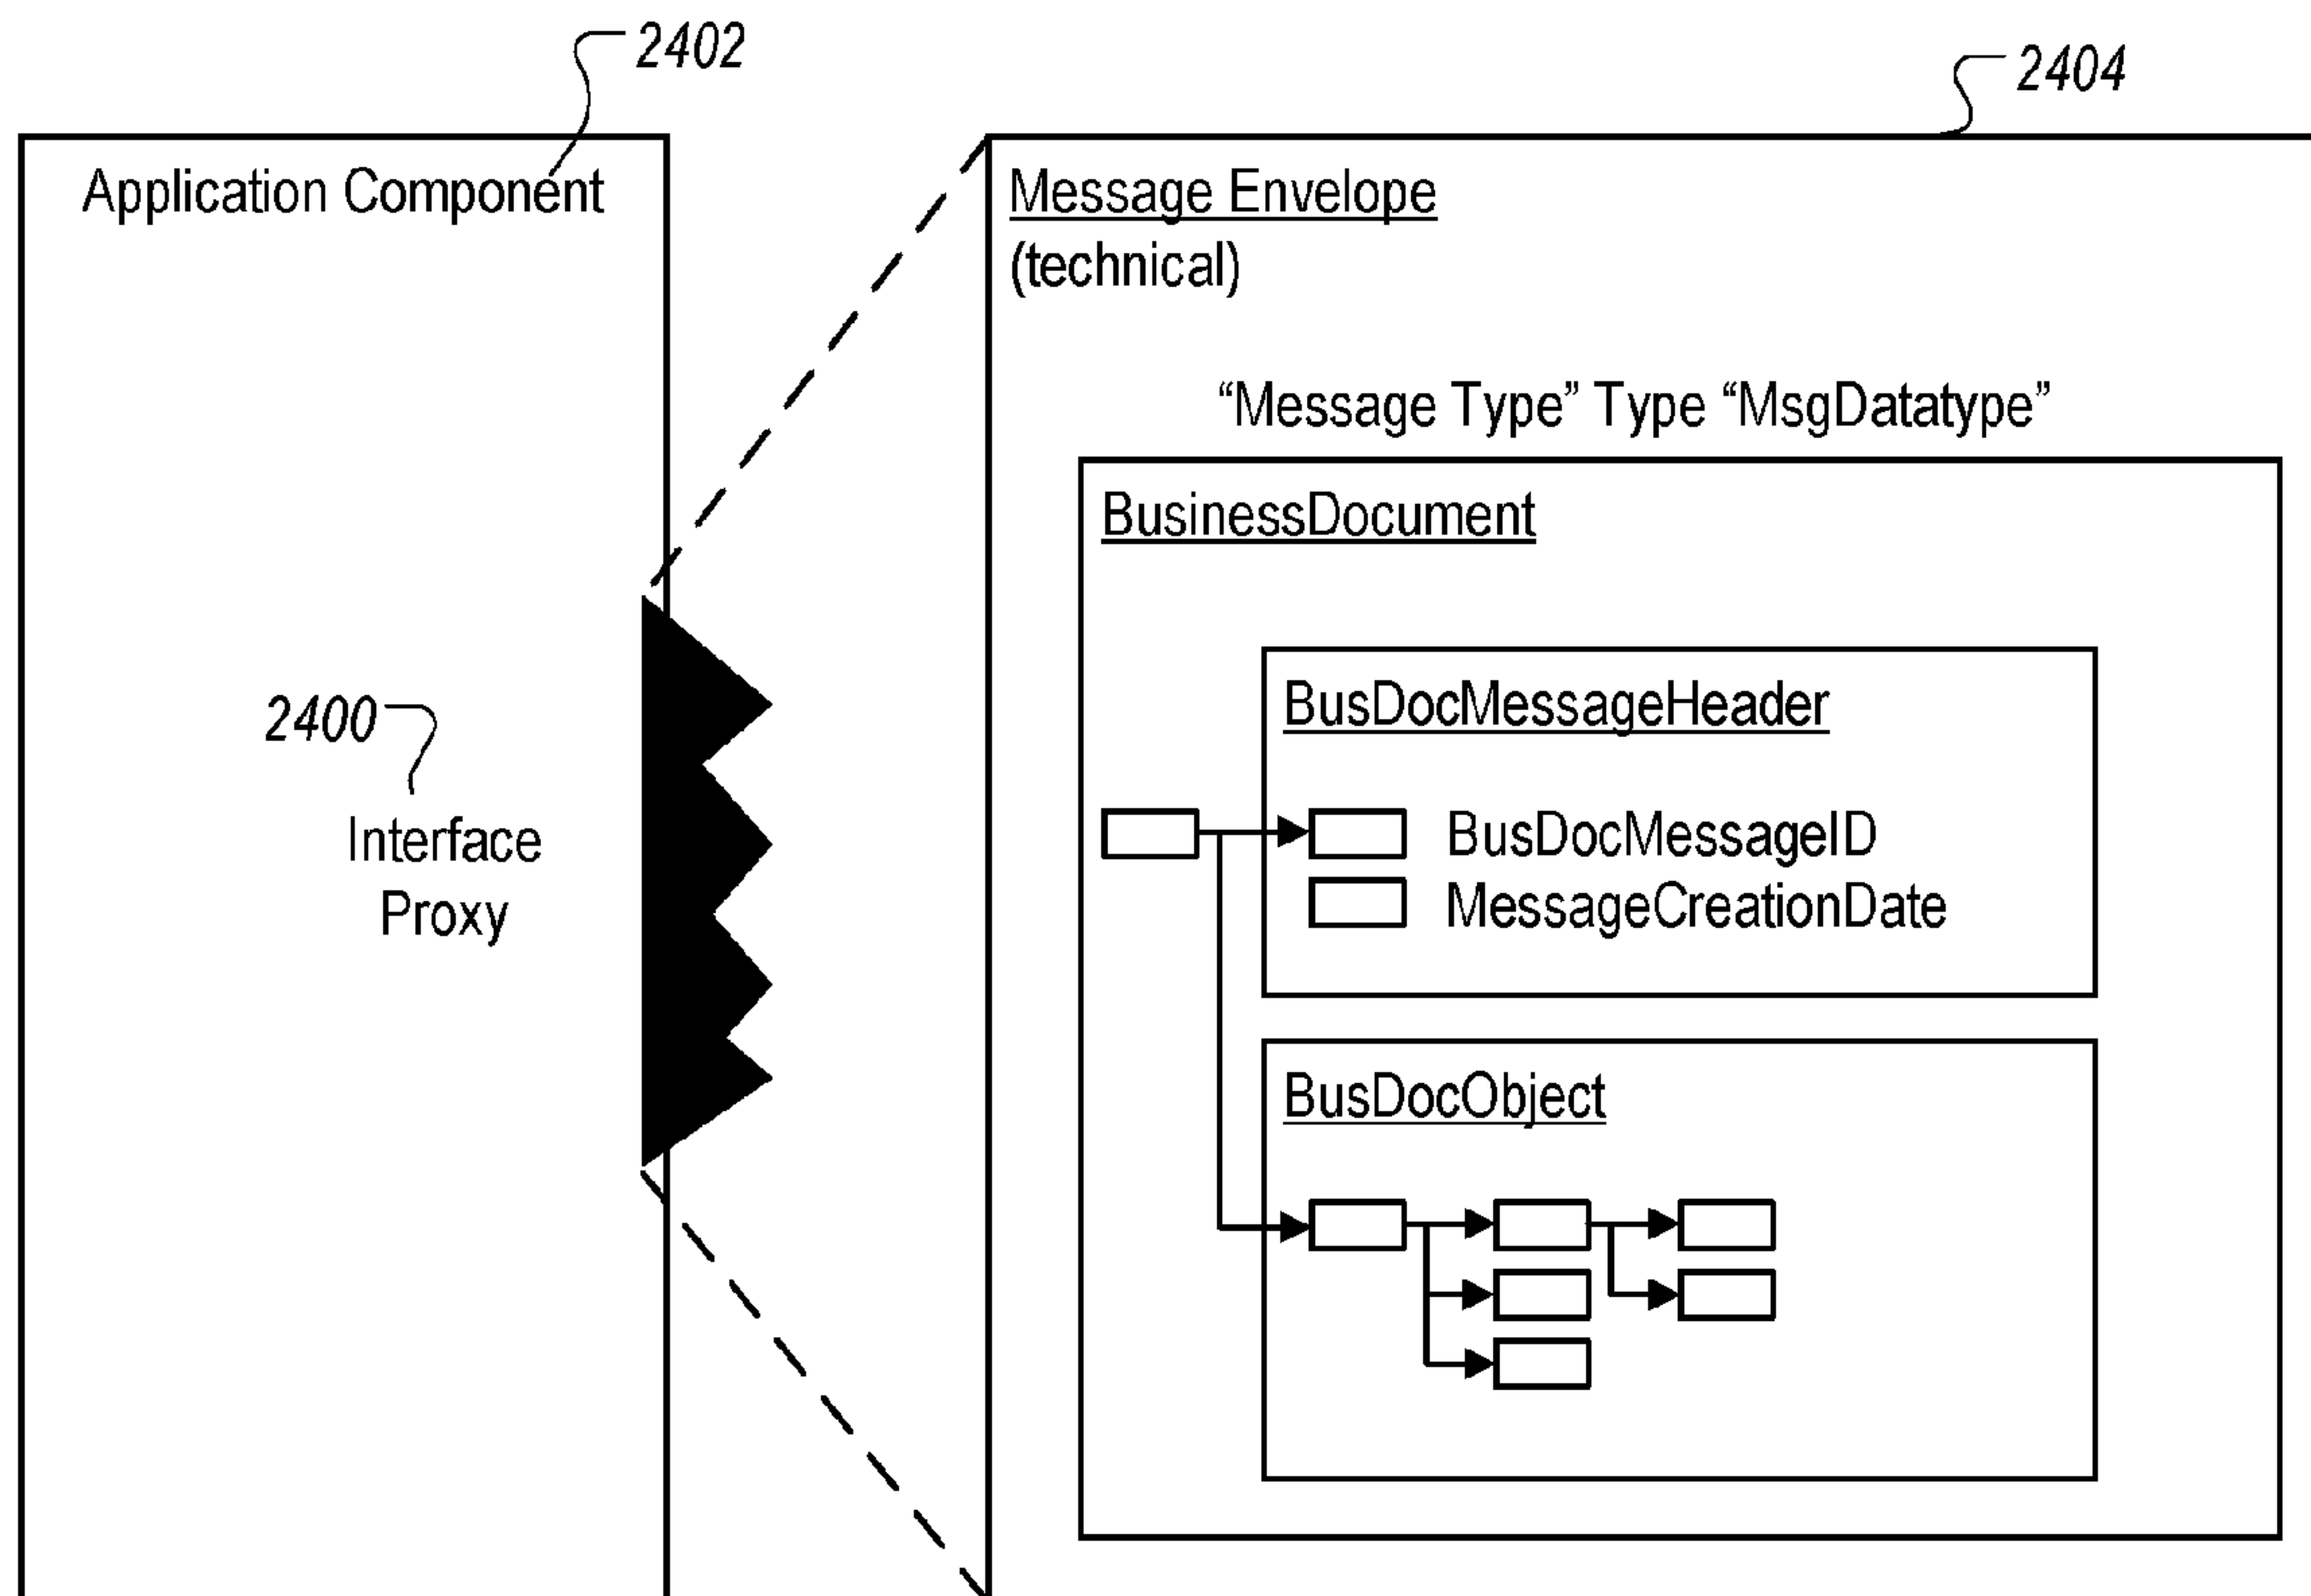 2402
2404
Application Component
Message Envelope
(technical)
“Message Type” Type “MsgDatatype”
BusinessDocument
BusDocMessageHeader
2400
Interface
Proxy
BusDocMessageID
MessageCreationDate
BusDocObject